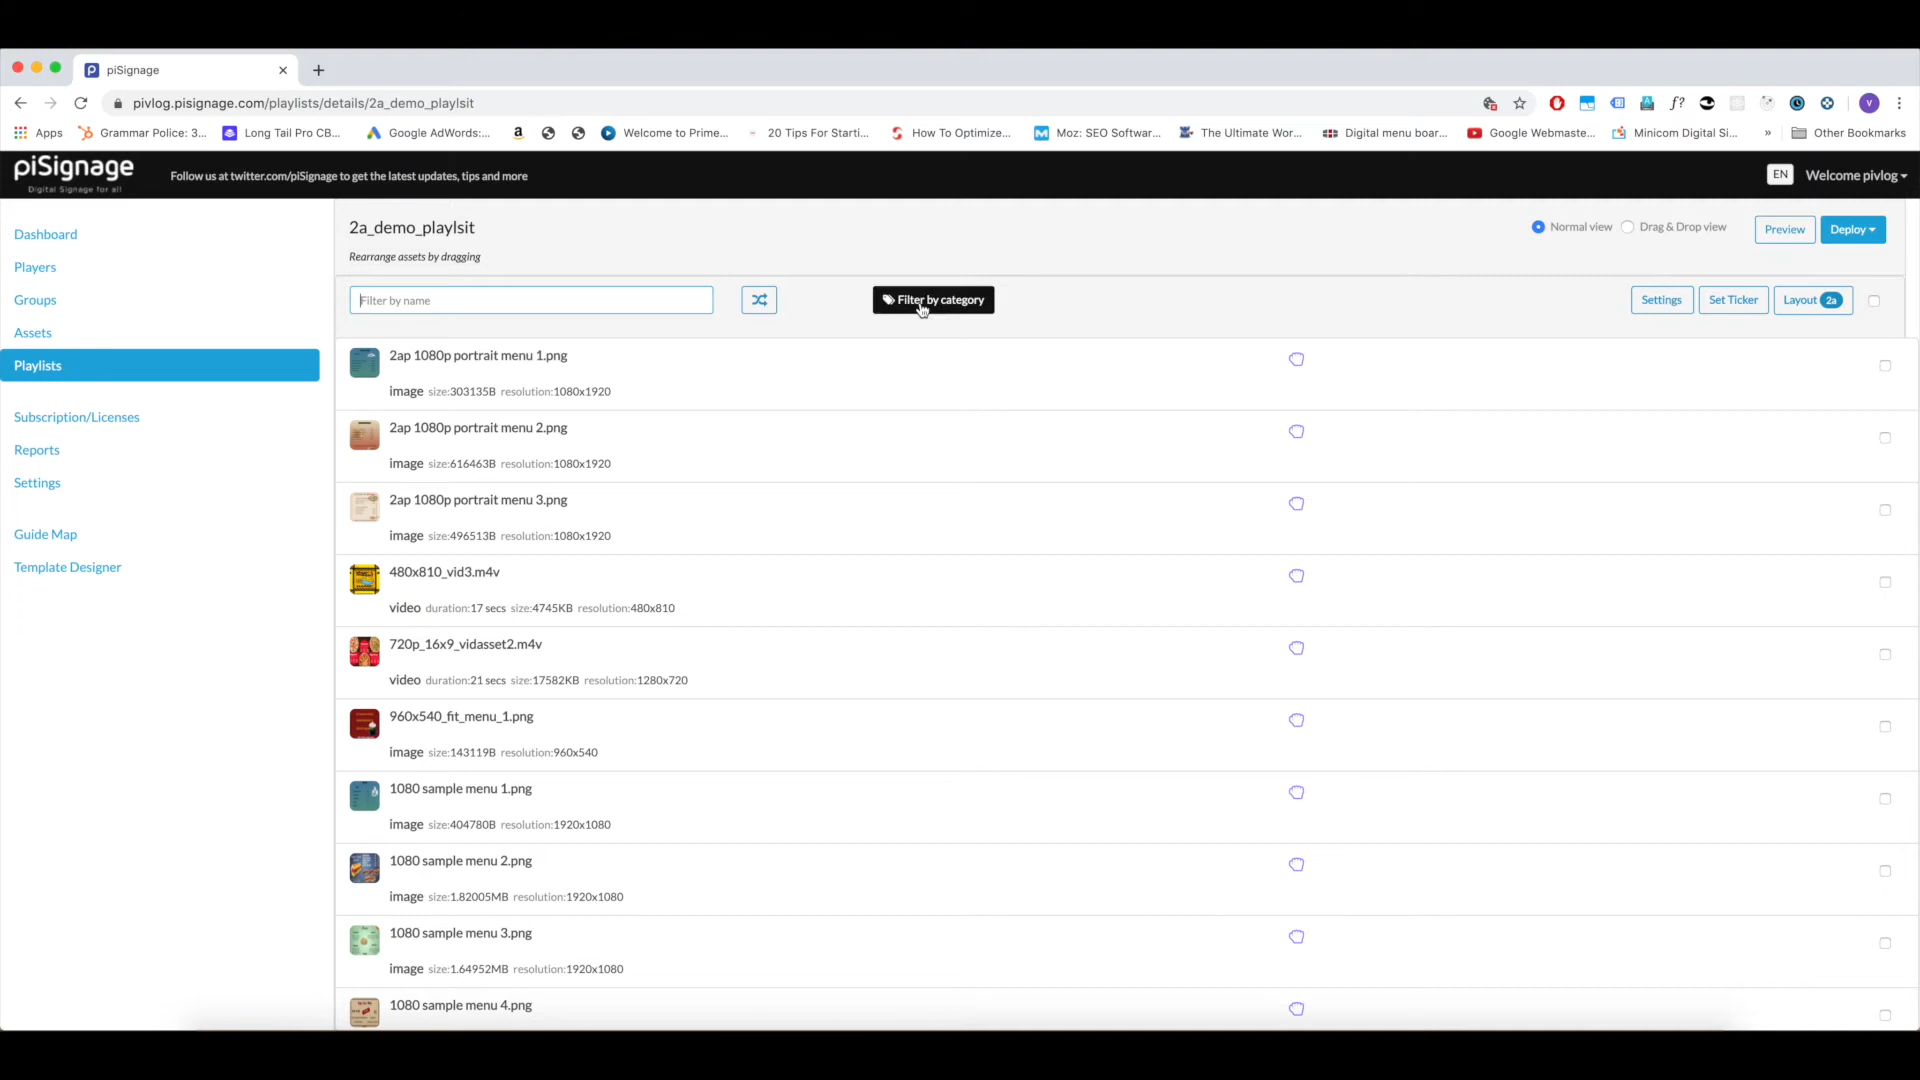 piSignage
pivlog.pisignage.com/playlists/details/2a_demo_playlsit
Apps Grammar Police: 3... Long Tail Pro CB... Google AdWords:... Welcome to Prime... 20 Tips For Starti... How To Optimize... Moz: SEO Softwar... The Ultimate Wor... Digital menu boar... Google Webmaste... Minicom Digital Si... » Other Bookmarks
piSignage
Digital Signage for all
Follow us at twitter.com/piSignage to get the latest updates, tips and more
EN Welcome pivlog
Dashboard
Players
Groups
Assets
Playlists
Subscription/Licenses
Reports
Settings
Guide Map
Template Designer
2a_demo_playlsit
Rearrange assets by dragging
Normal view Drag & Drop view Preview Deploy
Filter by name Filter by category Settings Set Ticker Layout 2a
2ap 1080p portrait menu 1.png
image size:303135B resolution:1080x1920
2ap 1080p portrait menu 2.png
image size:616463B resolution:1080x1920
2ap 1080p portrait menu 3.png
image size:496513B resolution:1080x1920
480x810_vid3.m4v
video duration:17 secs size:4745KB resolution:480x810
720p_16x9_vidasset2.m4v
video duration:21 secs size:17582KB resolution:1280x720
960x540_fit_menu_1.png
image size:143119B resolution:960x540
1080 sample menu 1.png
image size:404780B resolution:1920x1080
1080 sample menu 2.png
image size:1.82005MB resolution:1920x1080
1080 sample menu 3.png
image size:1.64952MB resolution:1920x1080
1080 sample menu 4.png